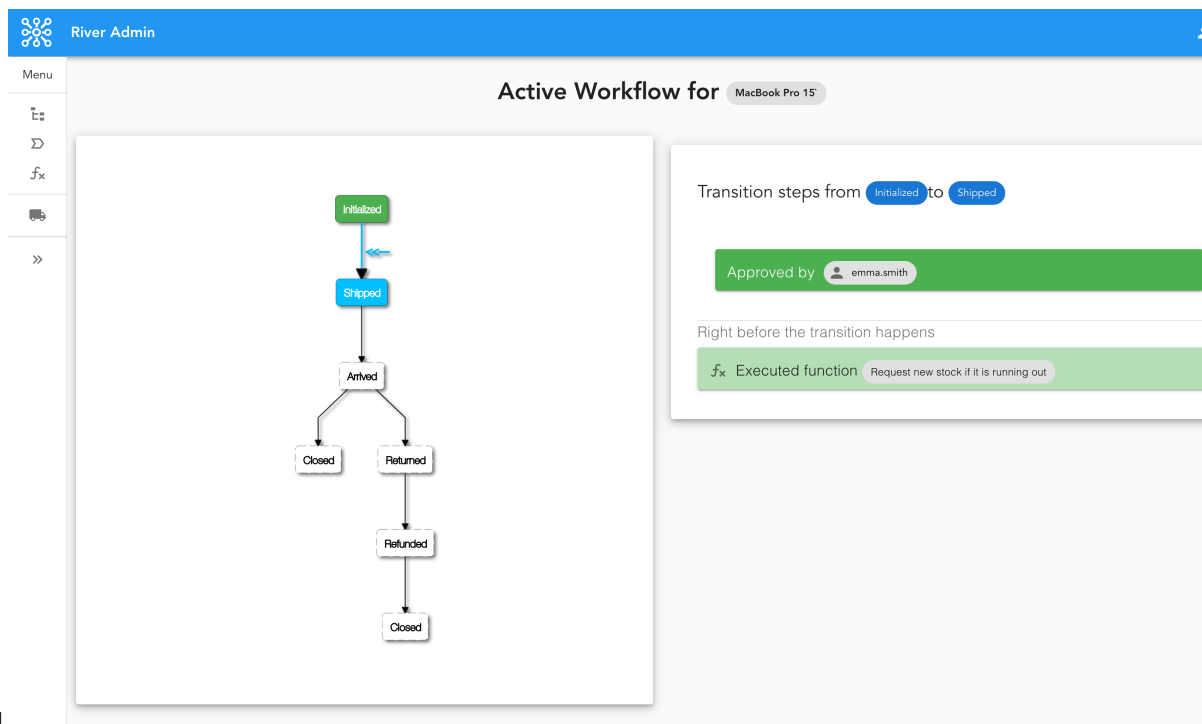 River Admin
Menu
Active Workflow for MacBook Pro 15'
Initialized
Shipped
Arrived
Closed Returned
Refunded
Closed
Transition steps from Initialized to Shipped
Approved by emma.smith
Right before the transition happens
fx Executed function Request new stock if it is running out